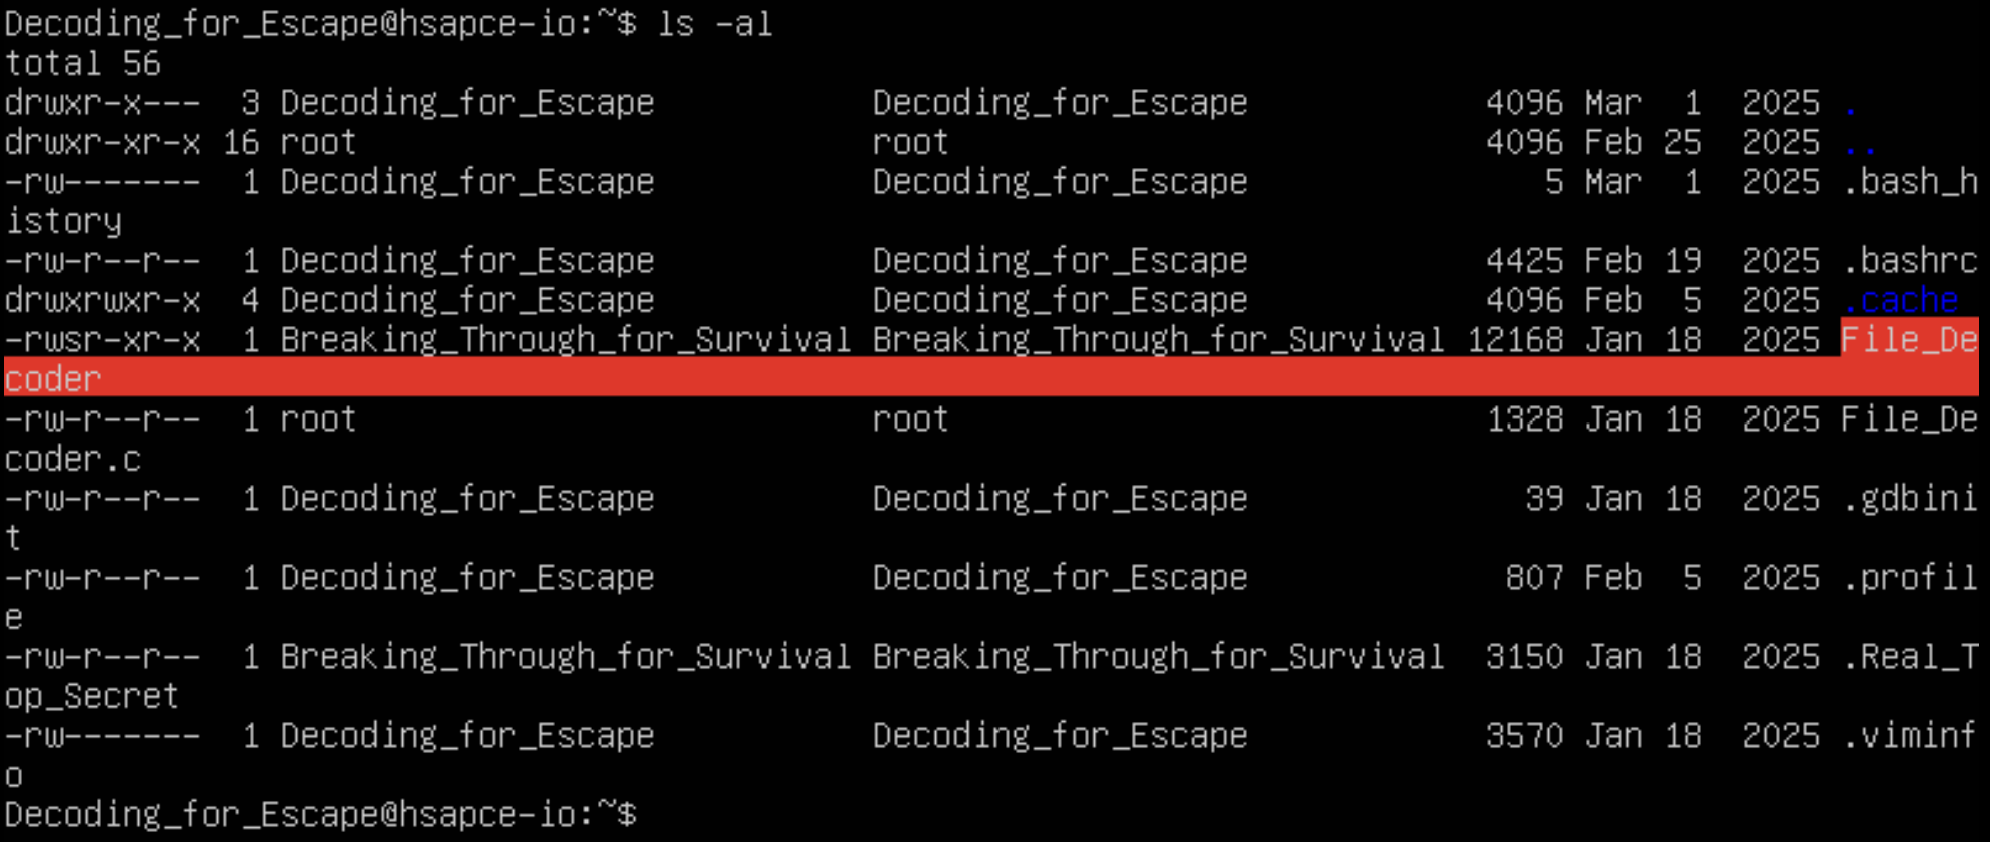 Decoding_for_Escape@hsapce-io:~$ ls -al
total 56
drwxr-x---  3 Decoding_for_Escape           Decoding_for_Escape            4096 Mar  1  2025 .
drwxr-xr-x 16 root                          root                           4096 Feb 25  2025 ..
-rw-------  1 Decoding_for_Escape           Decoding_for_Escape               5 Mar  1  2025 .bash_h
istory
-rw-r--r--  1 Decoding_for_Escape           Decoding_for_Escape            4425 Feb 19  2025 .bashrc
drwxrwxr-x  4 Decoding_for_Escape           Decoding_for_Escape            4096 Feb  5  2025 .cache
-rwsr-xr-x  1 Breaking_Through_for_Survival Breaking_Through_for_Survival 12168 Jan 18  2025 File_De
coder
-rw-r--r--  1 root                          root                           1328 Jan 18  2025 File_De
coder.c
-rw-r--r--  1 Decoding_for_Escape           Decoding_for_Escape              39 Jan 18  2025 .gdbini
t
-rw-r--r--  1 Decoding_for_Escape           Decoding_for_Escape             807 Feb  5  2025 .profil
e
-rw-r--r--  1 Breaking_Through_for_Survival Breaking_Through_for_Survival  3150 Jan 18  2025 .Real_T
op_Secret
-rw-------  1 Decoding_for_Escape           Decoding_for_Escape            3570 Jan 18  2025 .viminf
o
Decoding_for_Escape@hsapce-io:~$